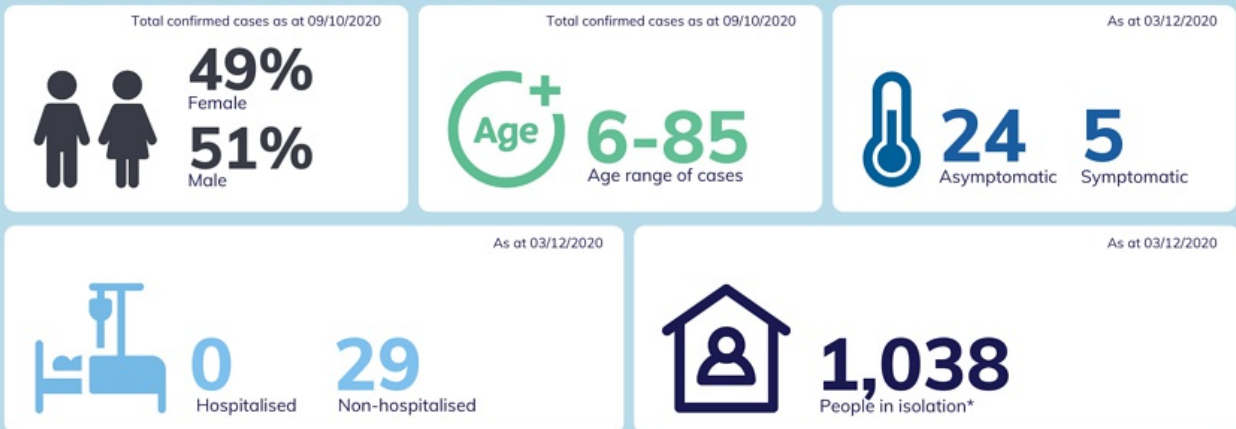 Total confirmed cases as at 09/10/2020
49%
Female
51%
Male
Total confirmed cases as at 09/10/2020
Age
6-85
Age range of cases
As at 03/12/2020
24 5
Asymptomatic Symptomatic
As at 03/12/2020
0 29
Hospitalised Non-hospitalised
As at 03/12/2020
1,038
People in isolation*